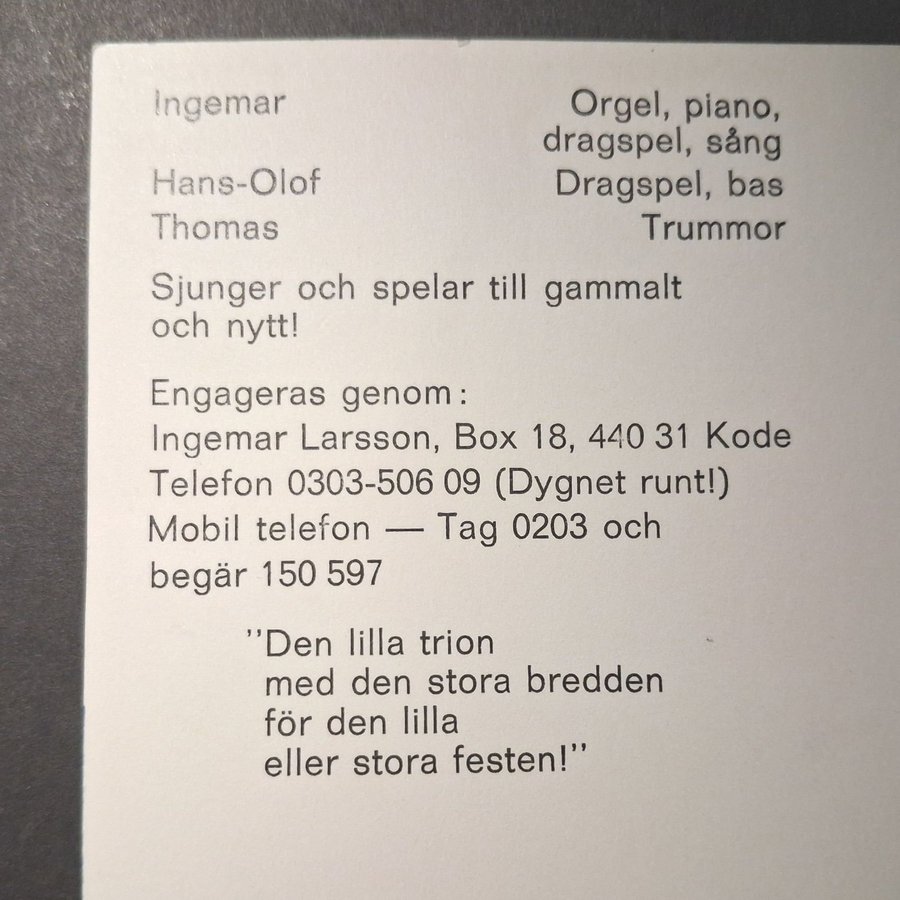 Ingemar Orgel, piano,
dragspel, sång
Hans-Olof Dragspel, bas
Thomas Trummor
Sjunger och spelar till gammalt
och nytt!
Engageras genom:
Ingemar Larsson, Box 18, 440 31 Kode
Telefon 0303-506 09 (Dygnet runt!)
Mobil telefon — Tag 0203 och
begär 150 597
"Den lilla trion
med den stora bredden
för den lilla
eller stora festen!"